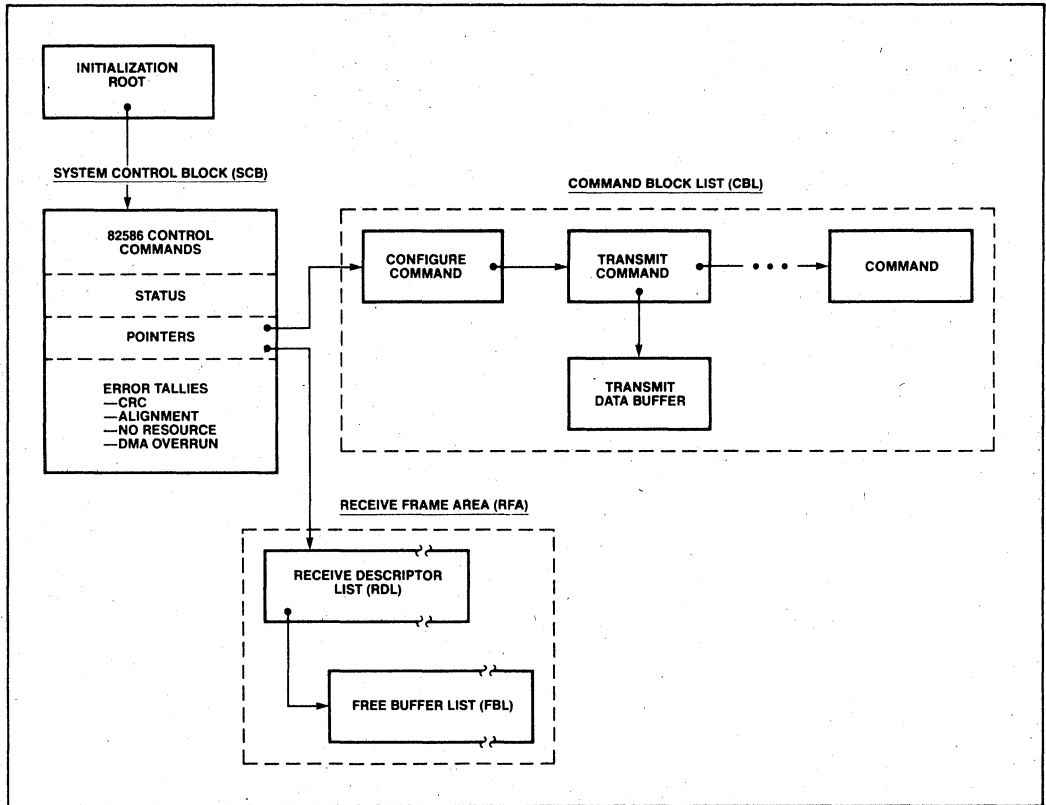 INITIALIZATION
ROOT
SYSTEM CONTROL BLOCK (SCB)
82586 CONTROL
COMMANDS
STATUS
POINTERS
ERROR TALLIES
—CRC
—ALIGNMENT
—NO RESOURCE
—DMA OVERRUN
COMMAND BLOCK LIST (CBL)
CONFIGURE
COMMAND
TRANSMIT
COMMAND
COMMAND
TRANSMIT
DATA BUFFER
RECEIVE FRAME AREA (RFA)
RECEIVE DESCRIPTOR
LIST (RDL)
FREE BUFFER LIST (FBL)